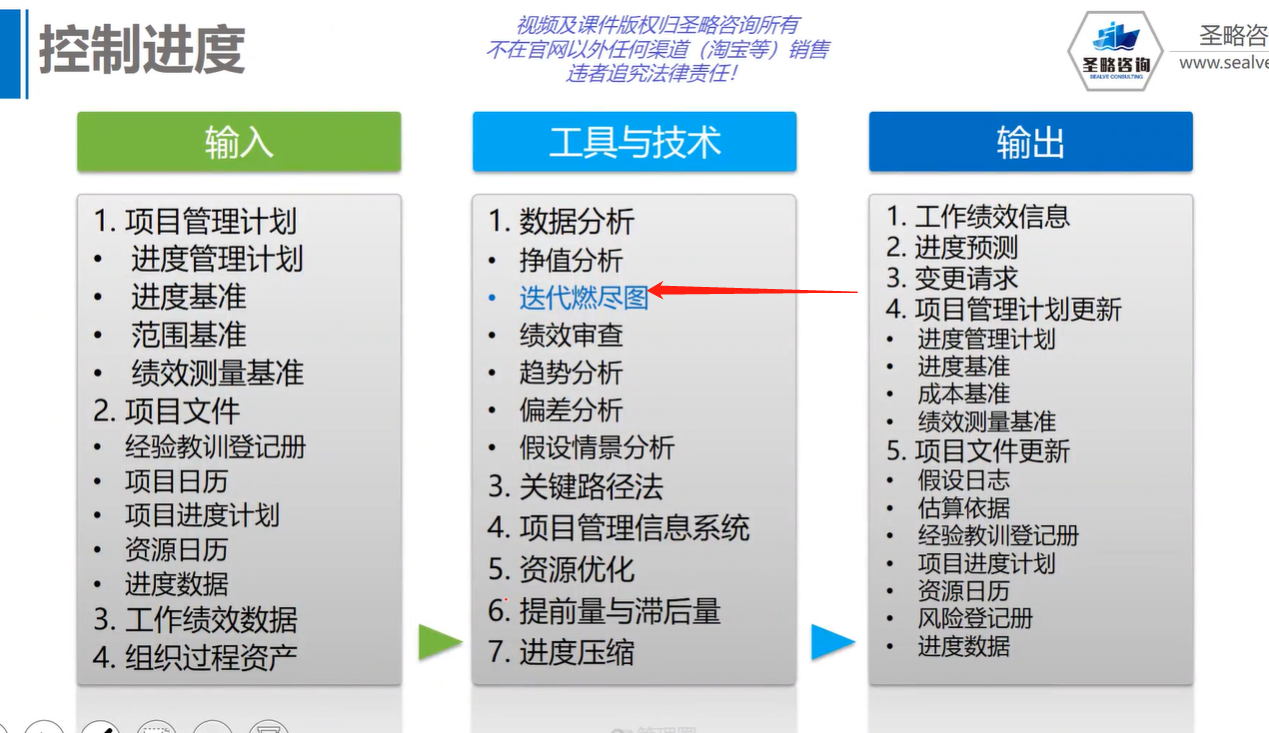 控制进度
视频及课件版权归圣略咨询所有
不在官网以外任何渠道（淘宝等）销售
违者追究法律责任！
圣略咨询
SEALVE CONSULTING
圣略咨
www.sealve
输入
1. 项目管理计划
• 进度管理计划
• 进度基准
• 范围基准
• 绩效测量基准
2. 项目文件
• 经验教训登记册
• 项目日历
• 项目进度计划
• 资源日历
• 进度数据
3. 工作绩效数据
4. 组织过程资产
工具与技术
1. 数据分析
• 挣值分析
• 迭代燃尽图
• 绩效审查
• 趋势分析
• 偏差分析
• 假设情景分析
3. 关键路径法
4. 项目管理信息系统
5. 资源优化
6. 提前量与滞后量
7. 进度压缩
输出
1. 工作绩效信息
2. 进度预测
3. 变更请求
4. 项目管理计划更新
• 进度管理计划
• 进度基准
• 成本基准
• 绩效测量基准
5. 项目文件更新
• 假设日志
• 估算依据
• 经验教训登记册
• 项目进度计划
• 资源日历
• 风险登记册
• 进度数据